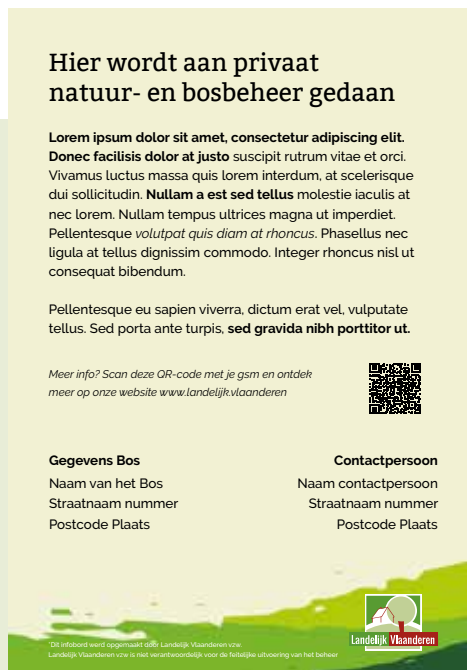 Hier wordt aan privaat
natuur- en bosbeheer gedaan
Lorem ipsum dolor sit amet, consectetur adipiscing elit.
Donec facilisis dolor at justo suscipit rutrum vitae et orci.
Vivamus luctus massa quis lorem interdum, at scelerisque
dui sollicitudin. Nullam a est sed tellus molestie iaculis at
nec lorem. Nullam tempus ultrices magna ut imperdiet.
Pellentesque volutpat quis diam at rhoncus. Phasellus nec
ligula at tellus dignissim commodo. Integer rhoncus nisl ut
consequat bibendum.
Pellentesque eu sapien viverra, dictum erat vel, vulputate
tellus. Sed porta ante turpis, sed gravida nibh porttitor ut.
Meer info? Scan deze QR-code met je gsm en ontdek
meer op onze website www.landelijk.vlaanderen
Gegevens Bos
Naam van het Bos
Straatnaam nummer
Postcode Plaats
Contactpersoon
Naam contactpersoon
Straatnaam nummer
Postcode Plaats
Landelijk Vlaanderen
*Dit infobord werd opgemaakt door Landelijk Vlaanderen vzw
Landelijk Vlaanderen vzw is niet verantwoordelijk voor de feitelijke uitvoering van het beheer